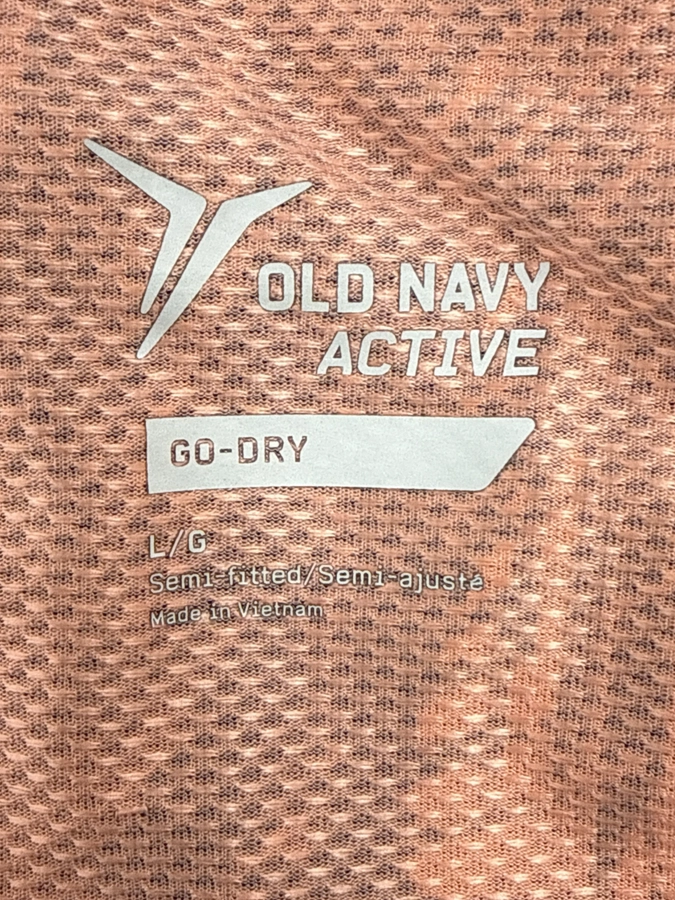 OLD NAVY
ACTIVE
GO-DRY
L/G
Semi-fitted/Semi-ajusté
Made in Vietnam